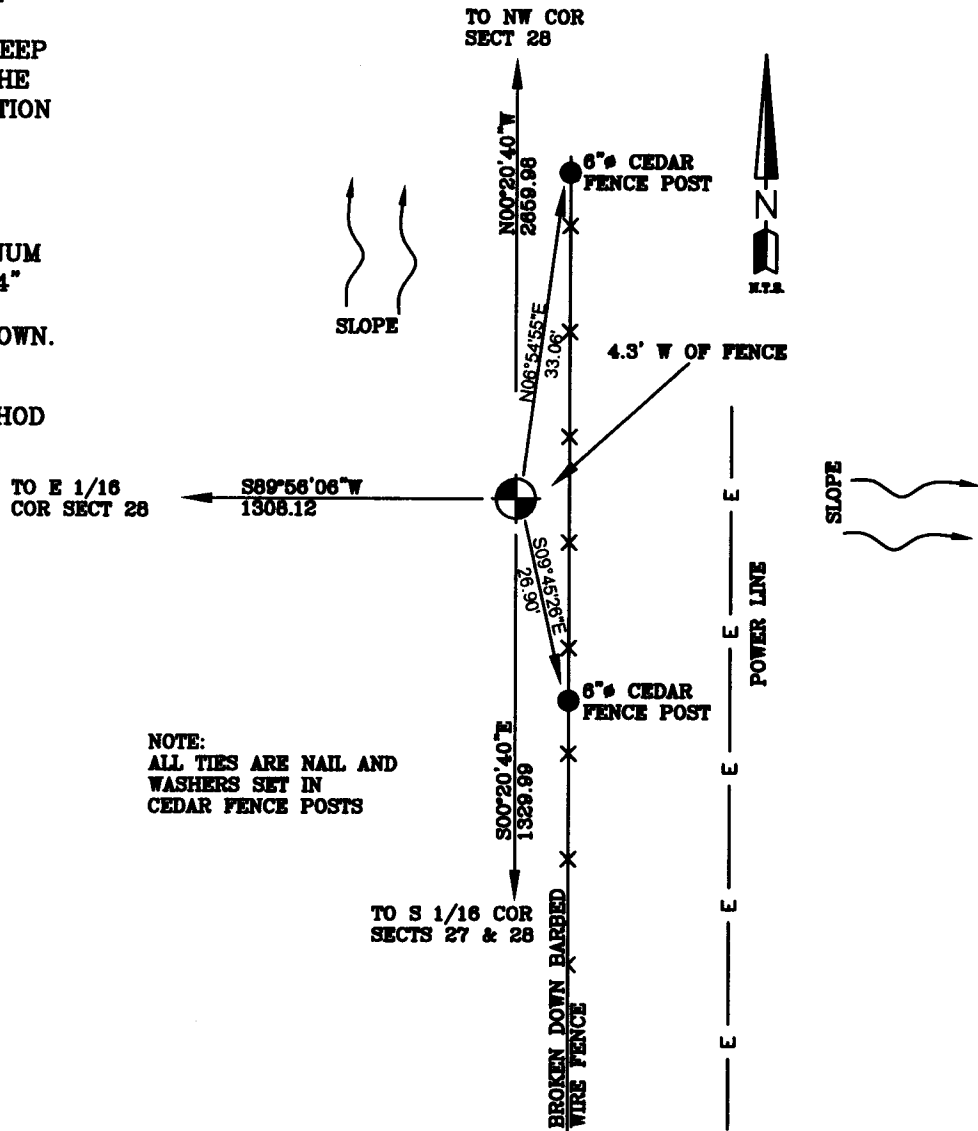 TO NW COR
SECT 28
EEP
HE
TION
N00°20'40"W
2659.98
6"ø CEDAR
FENCE POST
N
N.T.S.
NUM
4"
OWN.
SLOPE
N06°54'55"E
33.06'
4.3' W OF FENCE
HOD
TO E 1/16
COR SECT 28
S89°56'06"W
1308.12
E
SLOPE
S09°45'26"E
26.90'
E
POWER LINE
6"ø CEDAR
FENCE POST
NOTE:
ALL TIES ARE NAIL AND
WASHERS SET IN
CEDAR FENCE POSTS
S00°20'40"E
1329.99
E
TO S 1/16 COR
SECTS 27 & 28
E
BROKEN DOWN BARBED
WIRE FENCE
E